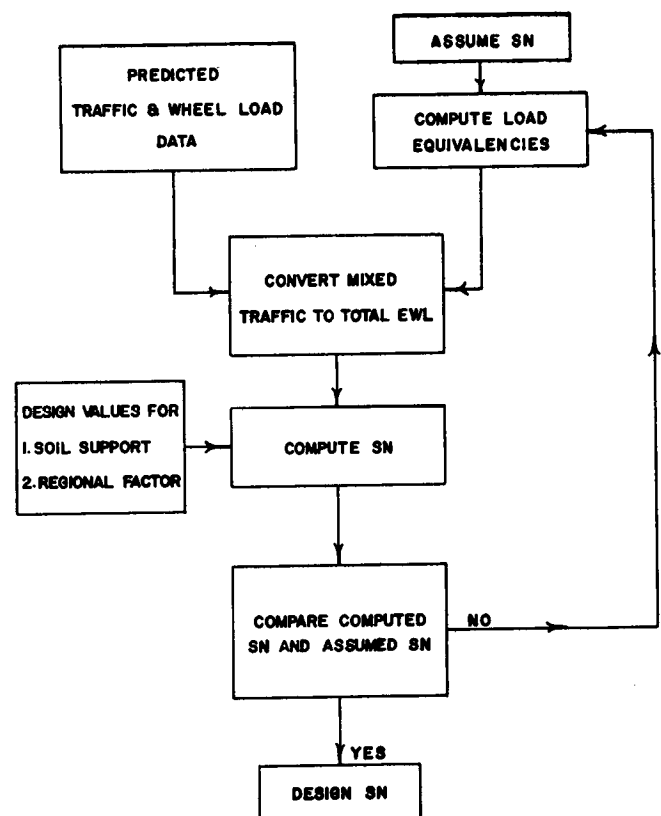 ASSUME SN
PREDICTED
TRAFFIC & WHEEL LOAD
DATA
COMPUTE LOAD
EQUIVALENCIES
CONVERT MIXED
TRAFFIC TO TOTAL EWL
DESIGN VALUES FOR
1. SOIL SUPPORT
2. REGIONAL FACTOR
COMPUTE SN
COMPARE COMPUTED
SN AND ASSUMED SN
NO
YES
DESIGN SN